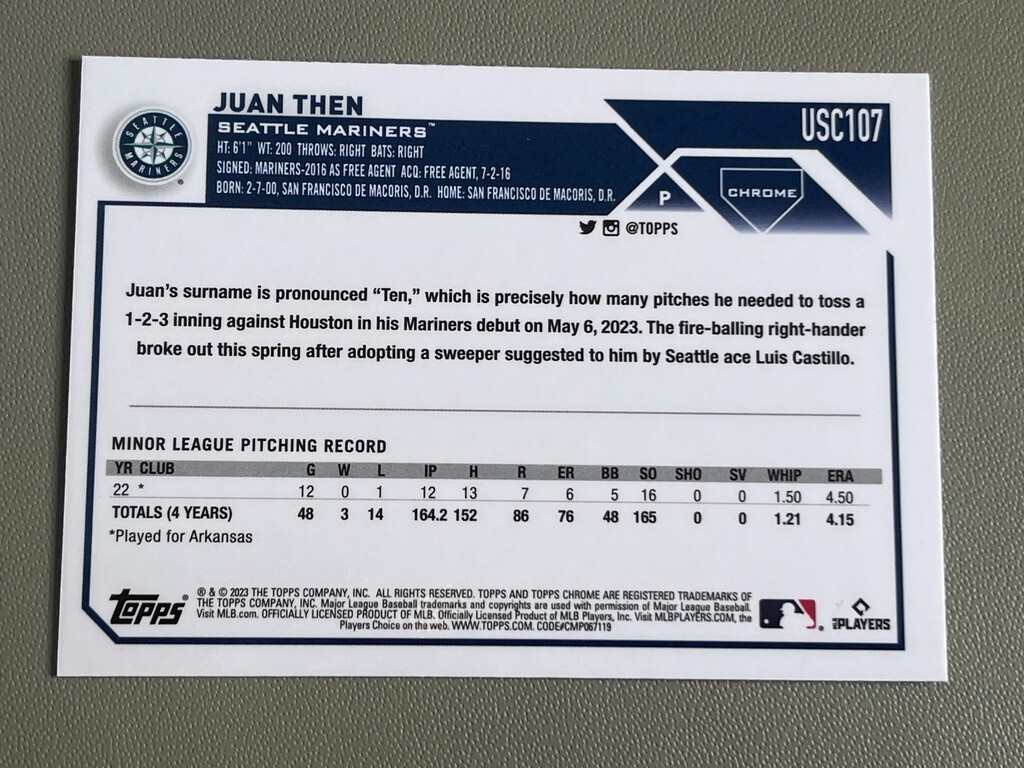 JUAN THEN
SEATTLE MARINERS™
HT: 6'1" WT: 200 THROWS: RIGHT BATS: RIGHT
SIGNED: MARINERS-2016 AS FREE AGENT ACQ: FREE AGENT, 7-2-16
BORN: 2-7-00, SAN FRANCISCO DE MACORIS, D.R. HOME: SAN FRANCISCO DE MACORIS, D.R.
SEATTLE MARINERS ®
USC107
P
CHROME
@TOPPS
Juan's surname is pronounced “Ten,” which is precisely how many pitches he needed to toss a
1-2-3 inning against Houston in his Mariners debut on May 6, 2023. The fire-balling right-hander
broke out this spring after adopting a sweeper suggested to him by Seattle ace Luis Castillo.
MINOR LEAGUE PITCHING RECORD
YR CLUB G W L IP H R ER BB SO SHO SV WHIP ERA
22 * 12 0 1 12 13 7 6 5 16 0 0 1.50 4.50
TOTALS (4 YEARS) 48 3 14 164.2 152 86 76 48 165 0 0 1.21 4.15
*Played for Arkansas
Topps®
® & © 2023 THE TOPPS COMPANY, INC. ALL RIGHTS RESERVED. TOPPS AND TOPPS CHROME ARE REGISTERED TRADEMARKS OF
THE TOPPS COMPANY, INC. Major League Baseball trademarks and copyrights are used with permission of Major League Baseball.
Visit MLB.com. OFFICIALLY LICENSED PRODUCT OF MLB. Officially Licensed Product of MLB Players, Inc. Visit MLBPLAYERS.COM, the
Players Choice on the web. WWW.TOPPS.COM. CODE#CMP067119
PLAYERS